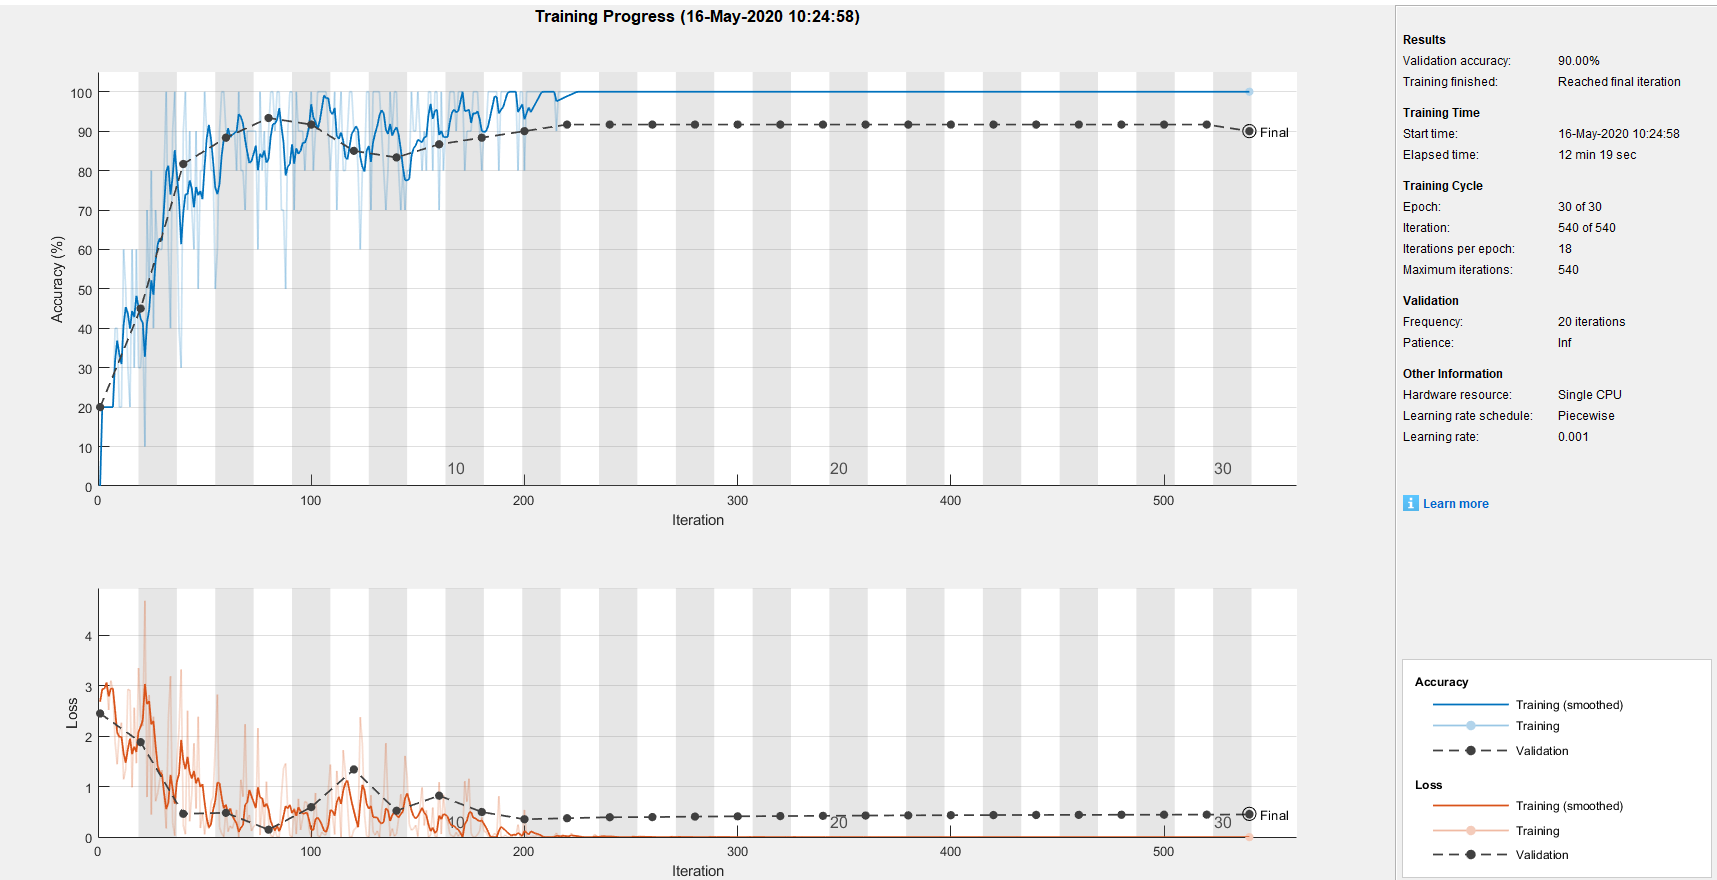 Training Progress (16-May-2020 10:24:58)
100
90
80
70
60
50
40
30
20
10
0
Accuracy (%)
10 20 30
0 100 200 300 400 500
Iteration
Final
4
3
2
1
0
Loss
10 20 30
0 100 200 300 400 500
Iteration
Final
Results
Validation accuracy: 90.00%
Training finished: Reached final iteration
Training Time
Start time: 16-May-2020 10:24:58
Elapsed time: 12 min 19 sec
Training Cycle
Epoch: 30 of 30
Iteration: 540 of 540
Iterations per epoch: 18
Maximum iterations: 540
Validation
Frequency: 20 iterations
Patience: Inf
Other Information
Hardware resource: Single CPU
Learning rate schedule: Piecewise
Learning rate: 0.001
i Learn more
Accuracy
Training (smoothed)
Training
Validation
Loss
Training (smoothed)
Training
Validation